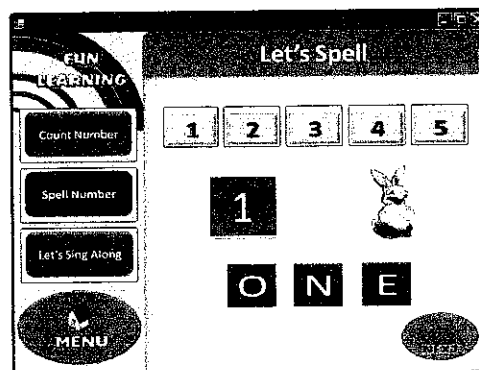 Let's Spell
FUN
LEARNING
Count Number
Spell Number
Let's Sing Along
MENU
1 2 3 4 5
1
O N E